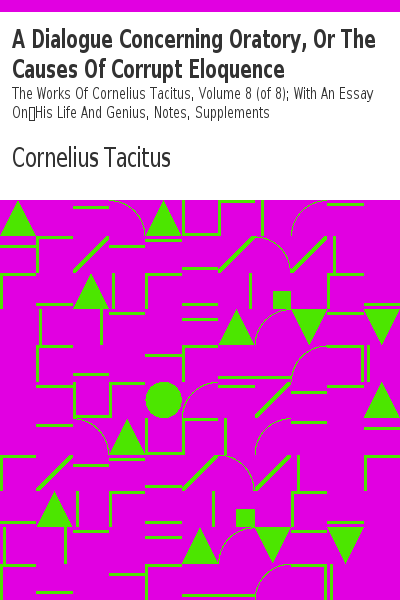 A Dialogue Concerning Oratory, Or The
Causes Of Corrupt Eloquence
The Works Of Cornelius Tacitus, Volume 8 (of 8); With An Essay
On▯His Life And Genius, Notes, Supplements
Cornelius Tacitus